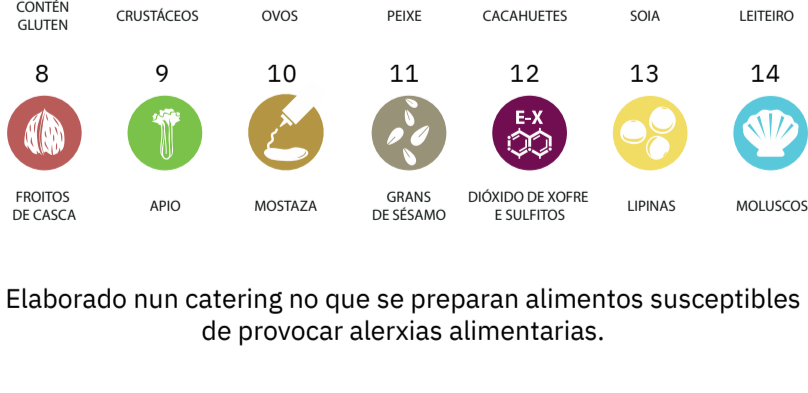 CONTÉN
GLUTEN
CRUSTÁCEOS
OVOS
PEIXE
CACAHUETES
SOIA
LEITEIRO
8
9
10
11
12
13
14
E-X
FROITOS
DE CASCA
APIO
MOSTAZA
GRANS
DE SÉSAMO
DIÓXIDO DE XOFRE
E SULFITOS
LIPINAS
MOLUSCOS
Elaborado nun catering no que se preparan alimentos susceptibles
de provocar alerxias alimentarias.